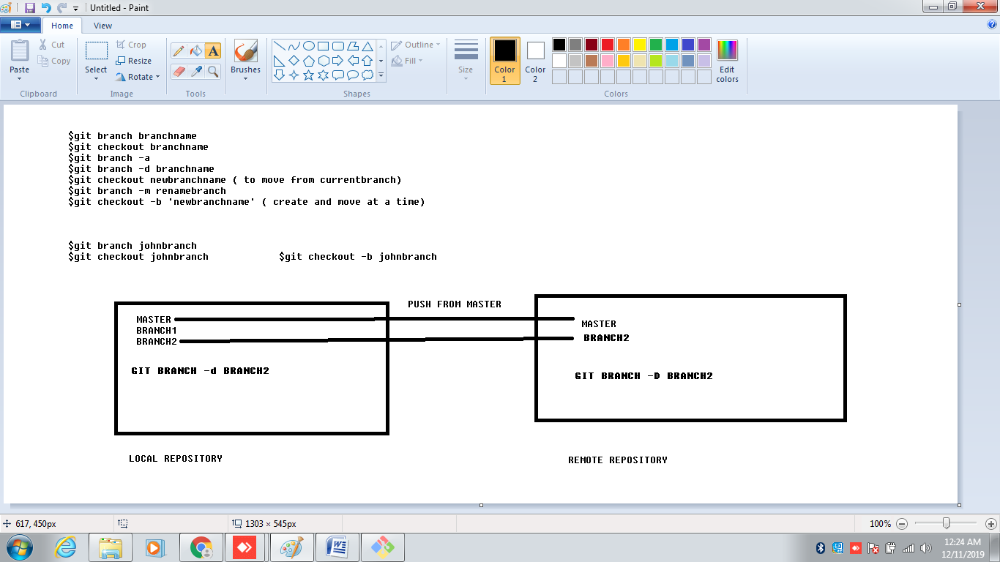 Untitled - Paint
Home
View
Paste
Cut
Copy
Clipboard
Select
Crop
Resize
Rotate
Image
A
Tools
Brushes
Outline
Fill
Shapes
Size
Color 1
Color 2
Edit colors
Colors
$git branch branchname
$git checkout branchname
$git branch -a
$git branch -d branchname
$git checkout newbranchname ( to move from currentbranch)
$git branch -m renamebranch
$git checkout -b 'newbranchname' ( create and move at a time)
$git branch johnbranch
$git checkout johnbranch $git checkout -b johnbranch
PUSH FROM MASTER
MASTER
BRANCH1
BRANCH2
GIT BRANCH -d BRANCH2
MASTER
BRANCH2
GIT BRANCH -D BRANCH2
LOCAL REPOSITORY
REMOTE REPOSITORY
617, 450px
1303 × 545px
100%
12:24 AM
12/11/2019